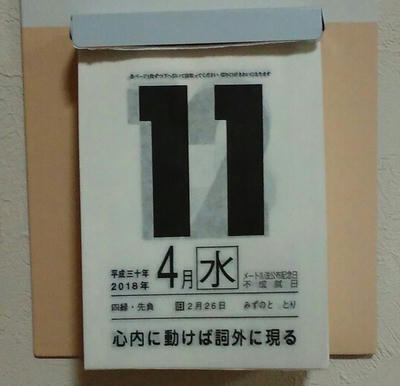 11
平成三十年
2018年
4月 水
メートル法公布記念日
不成就日
四緑・先負 旧2月26日 みずのと とり
心内に動けば詞外に現る